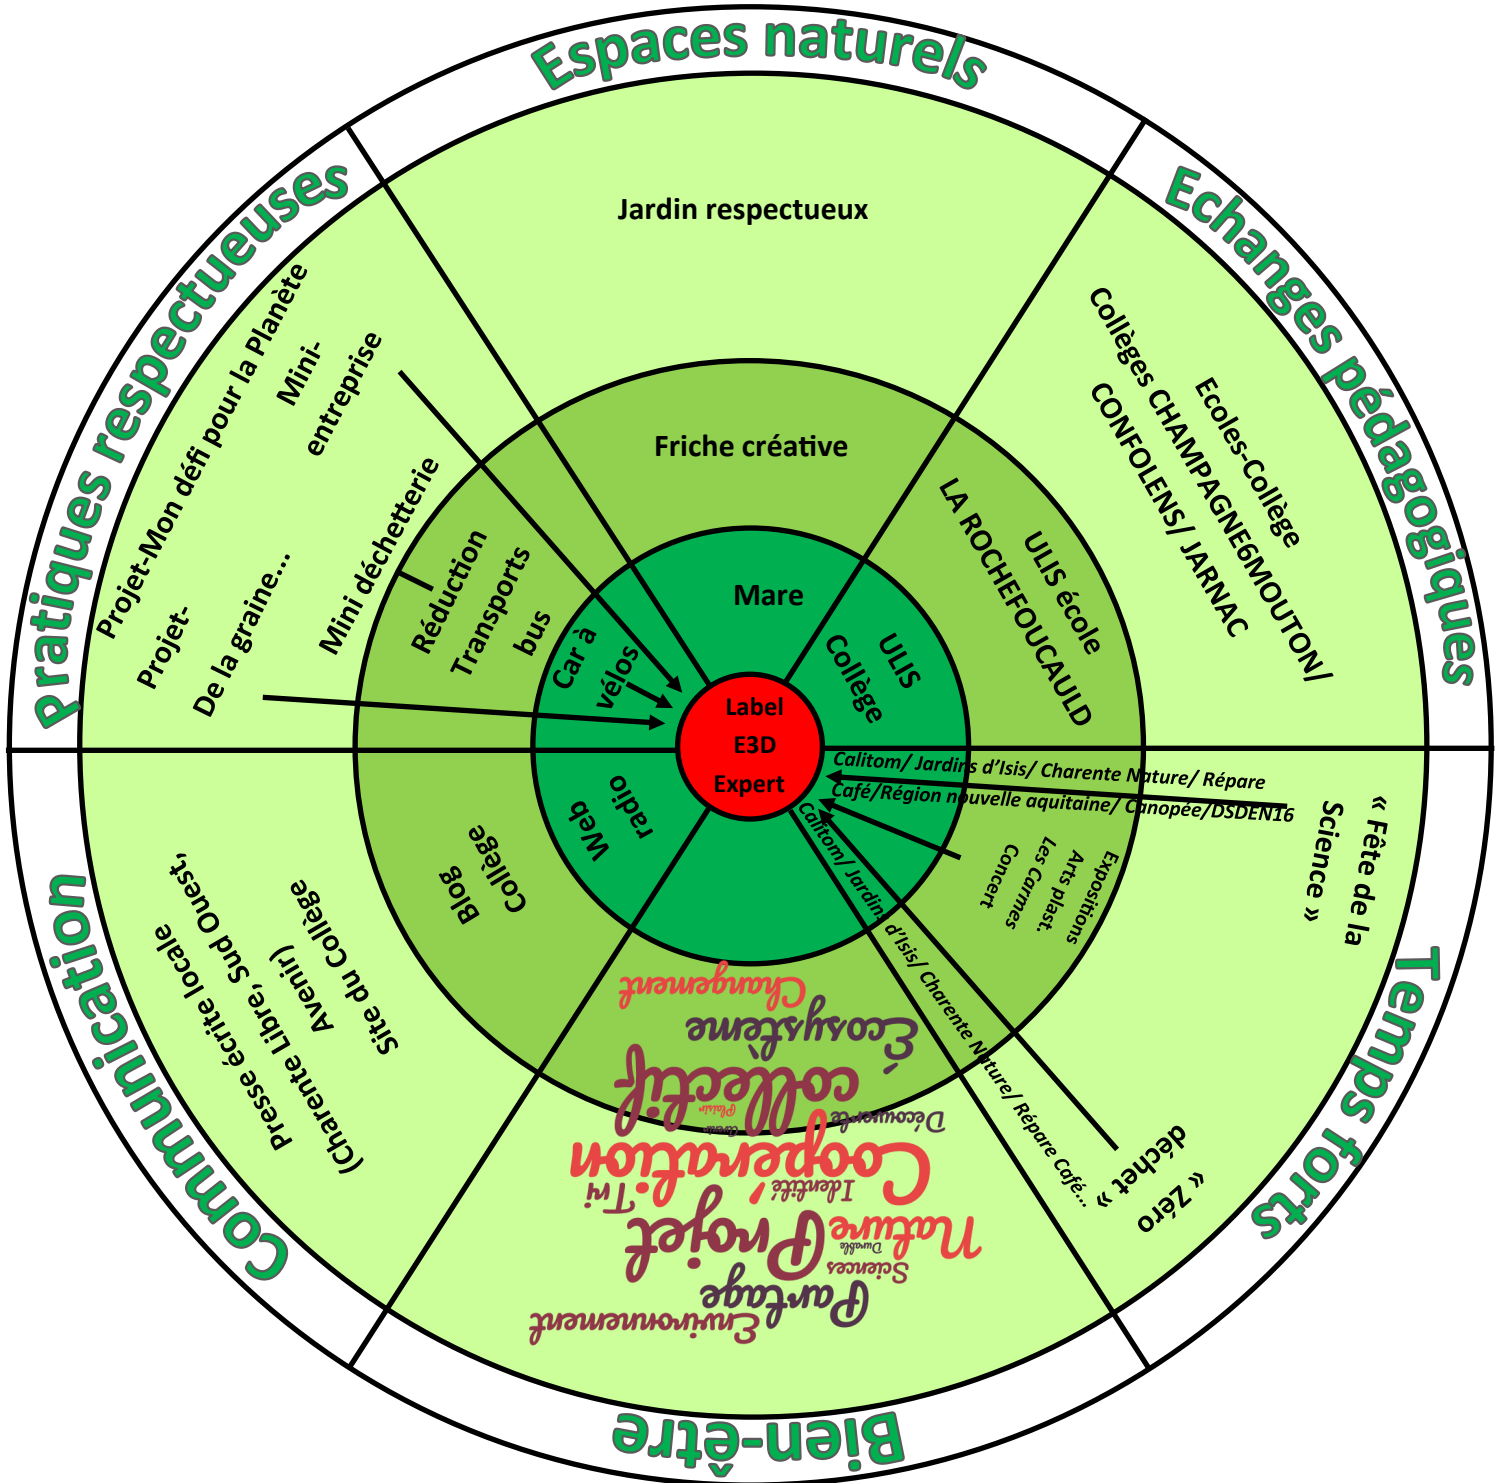 Espaces naturels
Jardin respectueux
Friche créative
Mare
Echanges pédagogiques
Ecoles-Collège
Collèges CHAMPAGNE6MOUTON/
CONFOLENS/ JARNAC
ULIS école
LA ROCHEFOUCAULD
ULIS
Collège
Temps forts
« Fête de la
Science »
Calitom/ Jardins d’Isis/ Charente Nature/ Répare
Café/Région nouvelle aquitaine/ Canopée/DSDEN16
Expositions
Arts plast.
Les Carmes
Concert
« Zéro
déchet »
Calitom/ Jardins d’Isis/ Charente Nature/ Répare Café…
Bien-être
Environnement
Partage
Sciences
Durable
Nature
Projet
Identité
Tri
Coopération
Découverte
Plaisir
collectif
Écosystème
Changement
Communication
Site du Collège
Presse écrite locale
(Charente Libre, Sud Ouest,
Avenir)
Blog
Collège
Web
radio
Pratiques respectueuses
Projet-Mon défi pour la Planète
Mini-
entreprise
Projet-
De la graine…
Mini déchetterie
Réduction
Transports
bus
Car à
vélos
Label
E3D
Expert